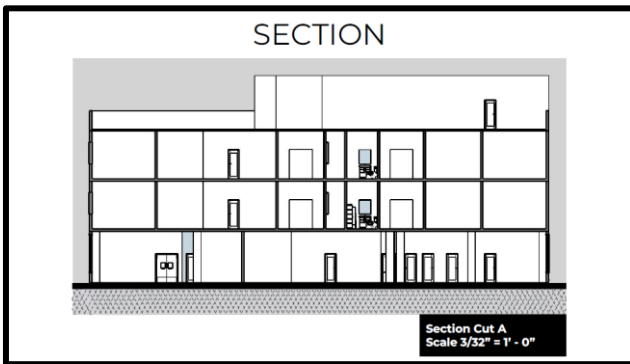 SECTION
Section Cut A
Scale 3/32” = 1’ - 0”